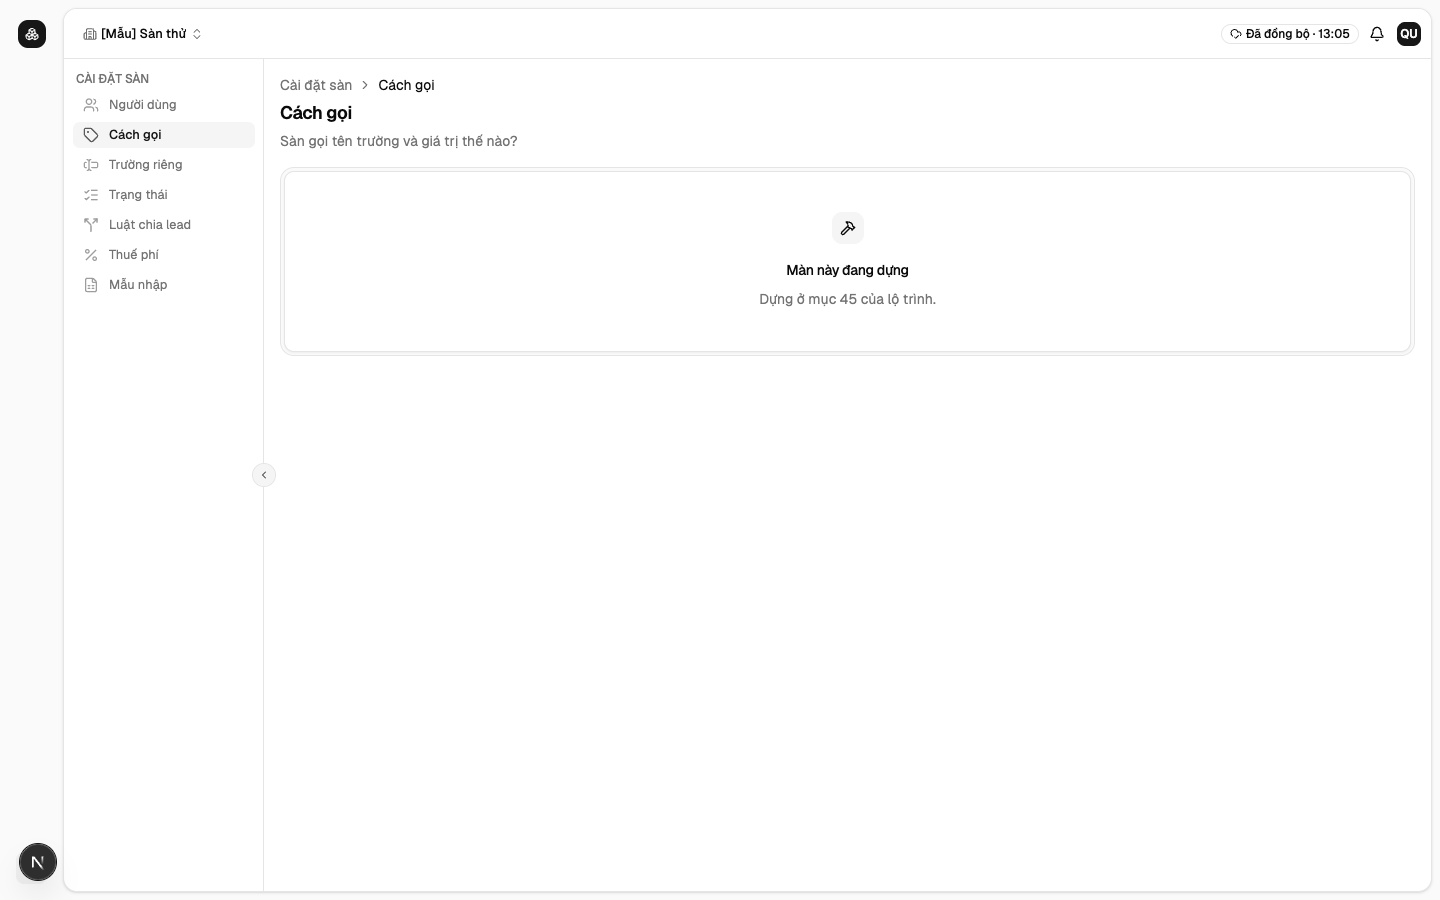 [Mẫu] Sàn thử
Đã đồng bộ · 13:05
QU
CÀI ĐẶT SÀN
Người dùng
Cách gọi
Trường riêng
Trạng thái
Luật chia lead
Thuế phí
Mẫu nhập
Cài đặt sàn > Cách gọi
Cách gọi
Sàn gọi tên trường và giá trị thế nào?
Màn này đang dựng
Dựng ở mục 45 của lộ trình.
N